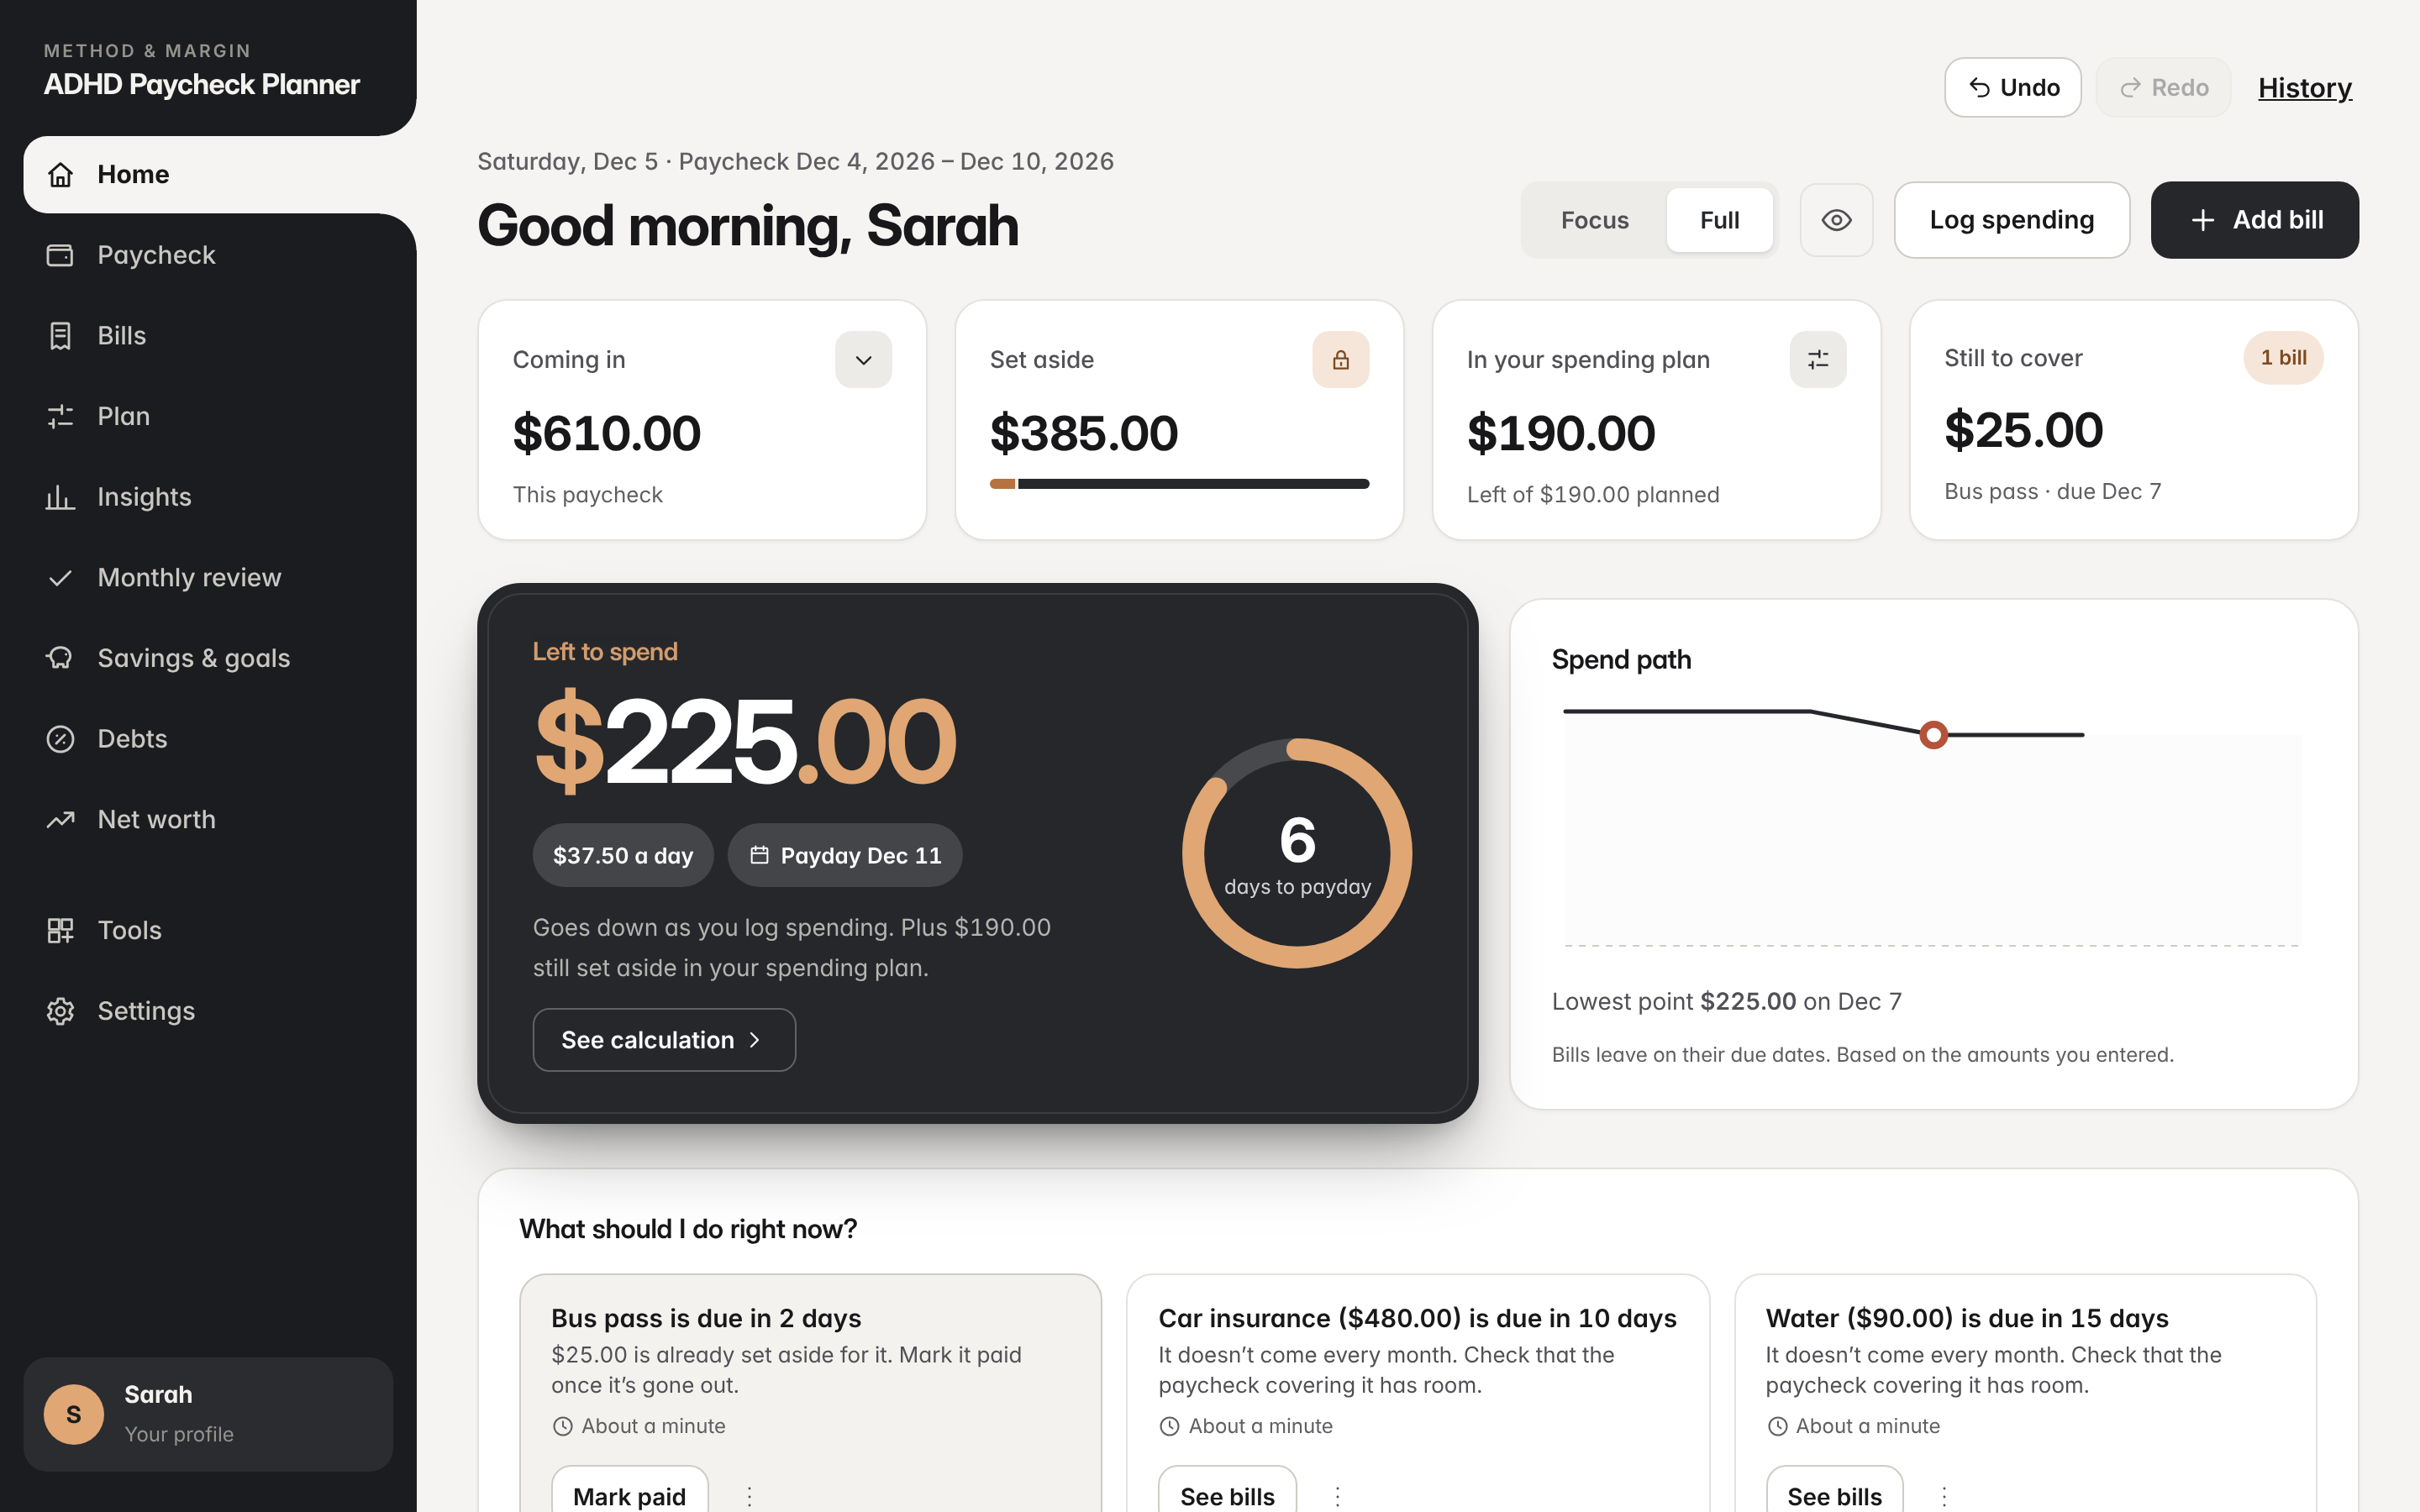 METHOD & MARGIN
ADHD Paycheck Planner
Home
Paycheck
Bills
Plan
Insights
Monthly review
Savings & goals
Debts
Net worth
Tools
Settings
S
Sarah
Your profile
Undo
Redo
History
Saturday, Dec 5 · Paycheck Dec 4, 2026 – Dec 10, 2026
Good morning, Sarah
Focus
Full
Log spending
Add bill
Coming in
$610.00
This paycheck
Set aside
$385.00
In your spending plan
$190.00
Left of $190.00 planned
Still to cover
1 bill
$25.00
Bus pass · due Dec 7
Left to spend
$225.00
$37.50 a day
Payday Dec 11
Goes down as you log spending. Plus $190.00
still set aside in your spending plan.
See calculation
6
days to payday
Spend path
Lowest point $225.00 on Dec 7
Bills leave on their due dates. Based on the amounts you entered.
What should I do right now?
Bus pass is due in 2 days
$25.00 is already set aside for it. Mark it paid
once it’s gone out.
About a minute
Mark paid
Car insurance ($480.00) is due in 10 days
It doesn’t come every month. Check that the
paycheck covering it has room.
About a minute
See bills
Water ($90.00) is due in 15 days
It doesn’t come every month. Check that the
paycheck covering it has room.
About a minute
See bills